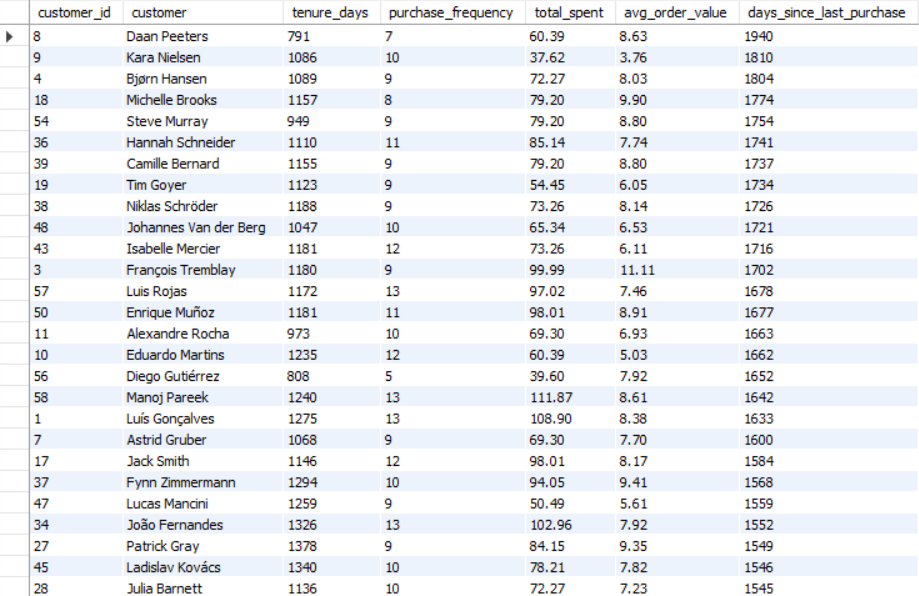 customer_id customer tenure_days purchase_frequency total_spent avg_order_value days_since_last_purchase
8 Daan Peeters 791 7 60.39 8.63 1940
9 Kara Nielsen 1086 10 37.62 3.76 1810
4 Bjørn Hansen 1089 9 72.27 8.03 1804
18 Michelle Brooks 1157 8 79.20 9.90 1774
54 Steve Murray 949 9 79.20 8.80 1754
36 Hannah Schneider 1110 11 85.14 7.74 1741
39 Camille Bernard 1155 9 79.20 8.80 1737
19 Tim Goyer 1123 9 54.45 6.05 1734
38 Niklas Schröder 1188 9 73.26 8.14 1726
48 Johannes Van der Berg 1047 10 65.34 6.53 1721
43 Isabelle Mercier 1181 12 73.26 6.11 1716
3 François Tremblay 1180 9 99.99 11.11 1702
57 Luis Rojas 1172 13 97.02 7.46 1678
50 Enrique Muñoz 1181 11 98.01 8.91 1677
11 Alexandre Rocha 973 10 69.30 6.93 1663
10 Eduardo Martins 1235 12 60.39 5.03 1662
56 Diego Gutiérrez 808 5 39.60 7.92 1652
58 Manoj Pareek 1240 13 111.87 8.61 1642
1 Luís Gonçalves 1275 13 108.90 8.38 1633
7 Astrid Gruber 1068 9 69.30 7.70 1600
17 Jack Smith 1146 12 98.01 8.17 1584
37 Fynn Zimmermann 1294 10 94.05 9.41 1568
47 Lucas Mancini 1259 9 50.49 5.61 1559
34 João Fernandes 1326 13 102.96 7.92 1552
27 Patrick Gray 1378 9 84.15 9.35 1549
45 Ladislav Kovács 1340 10 78.21 7.82 1546
28 Julia Barnett 1136 10 72.27 7.23 1545